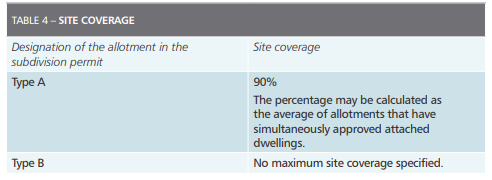 TABLE 4 – SITE COVERAGE
Designation of the allotment in the
subdivision permit
Site coverage
Type A
90%
The percentage may be calculated as
the average of allotments that have
simultaneously approved attached
dwellings.
Type B
No maximum site coverage specified.